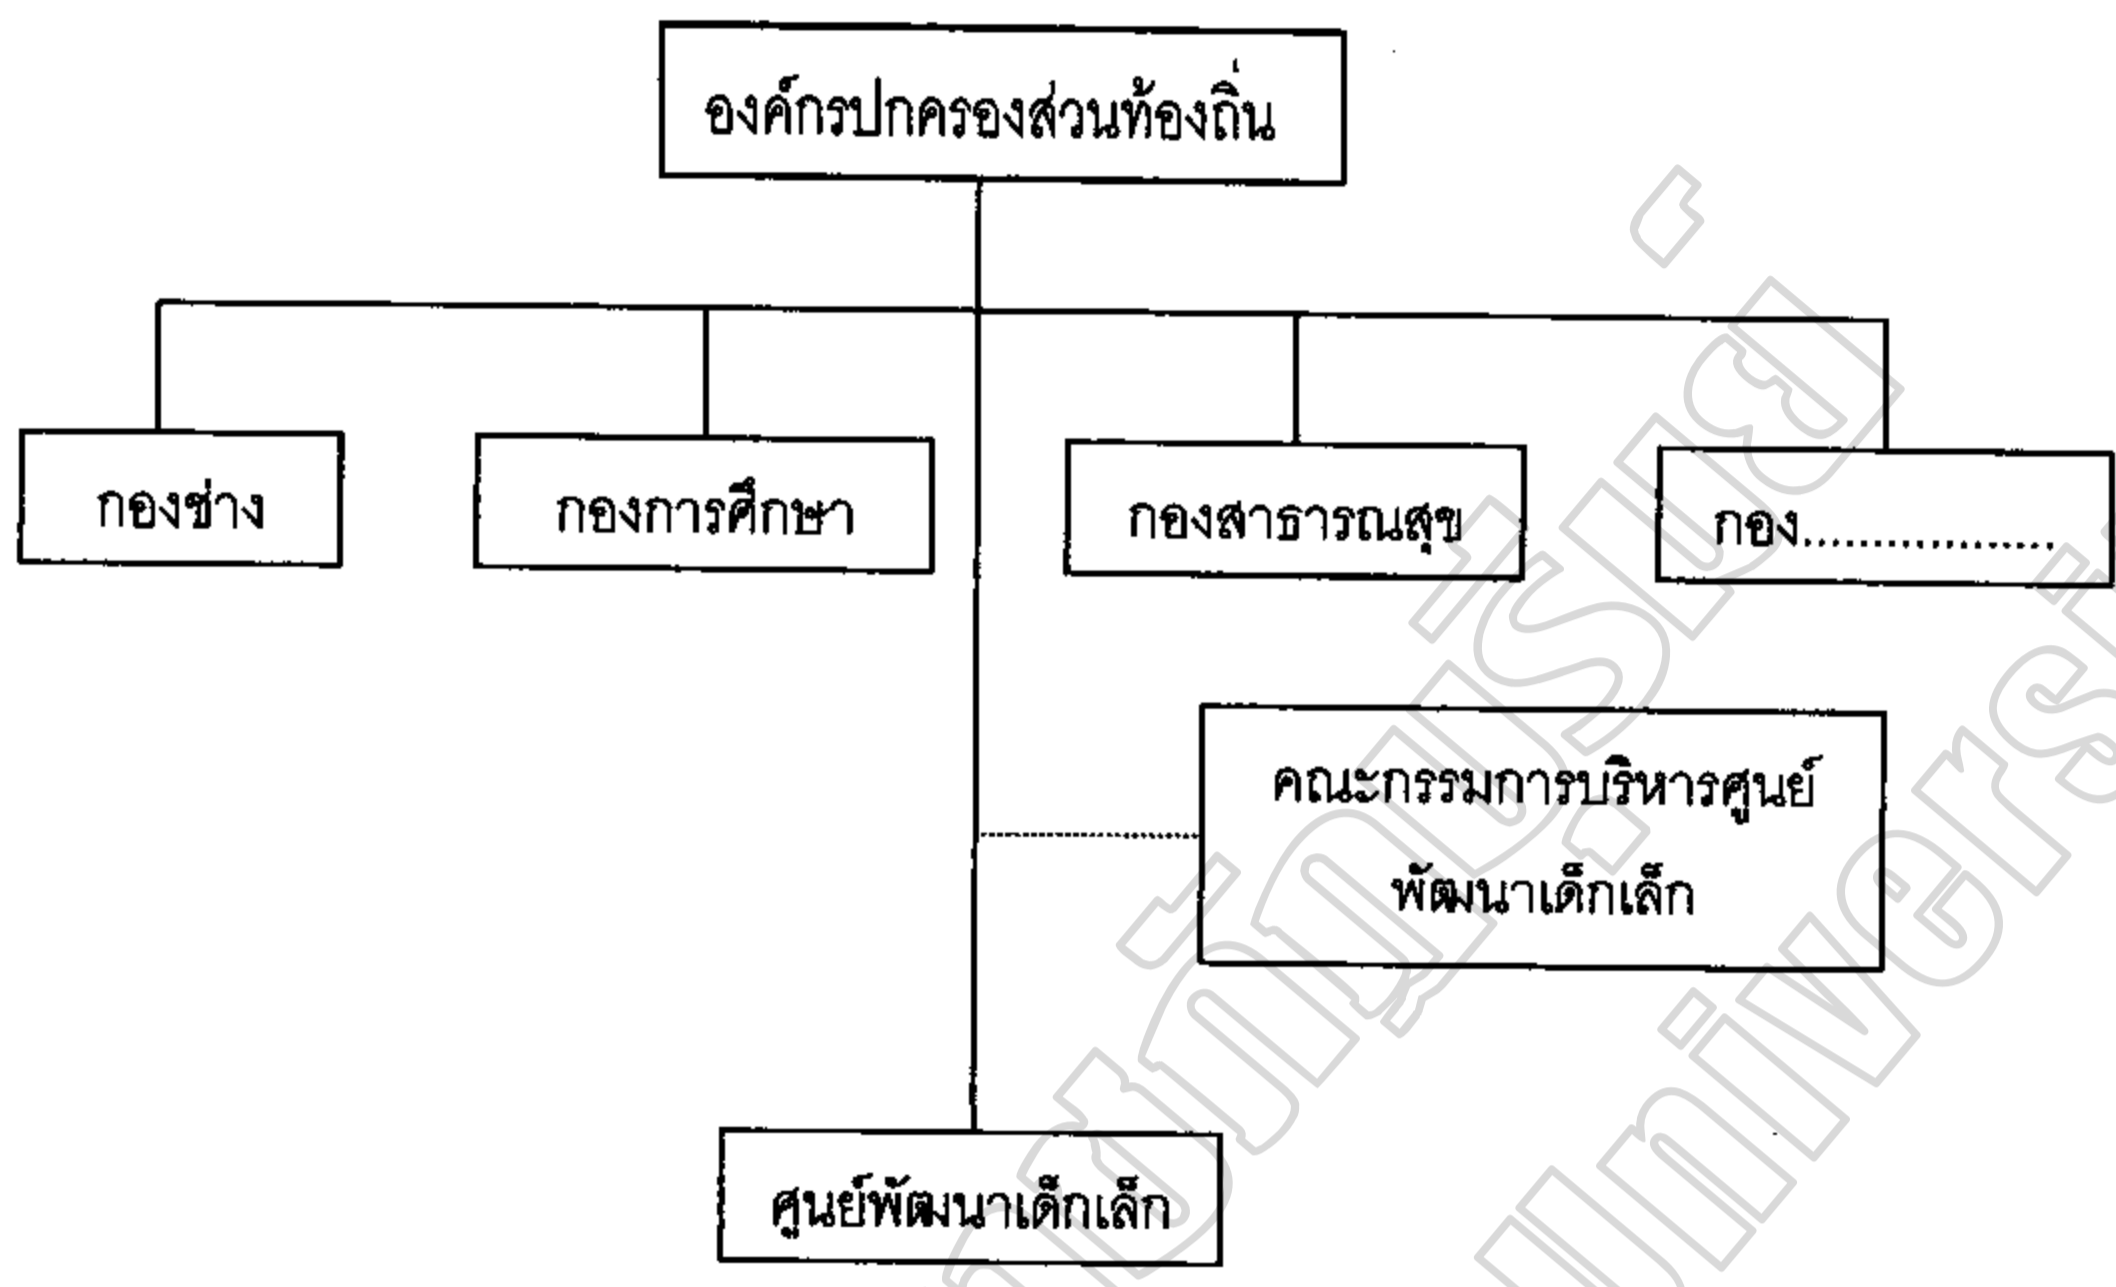 องค์กรปกครองส่วนท้องถิ่น
กองช่าง
กองการศึกษา
กองสาธารณสุข
กอง..................
คณะกรรมการบริหารศูนย์
พัฒนาเด็กเล็ก
ศูนย์พัฒนาเด็กเล็ก